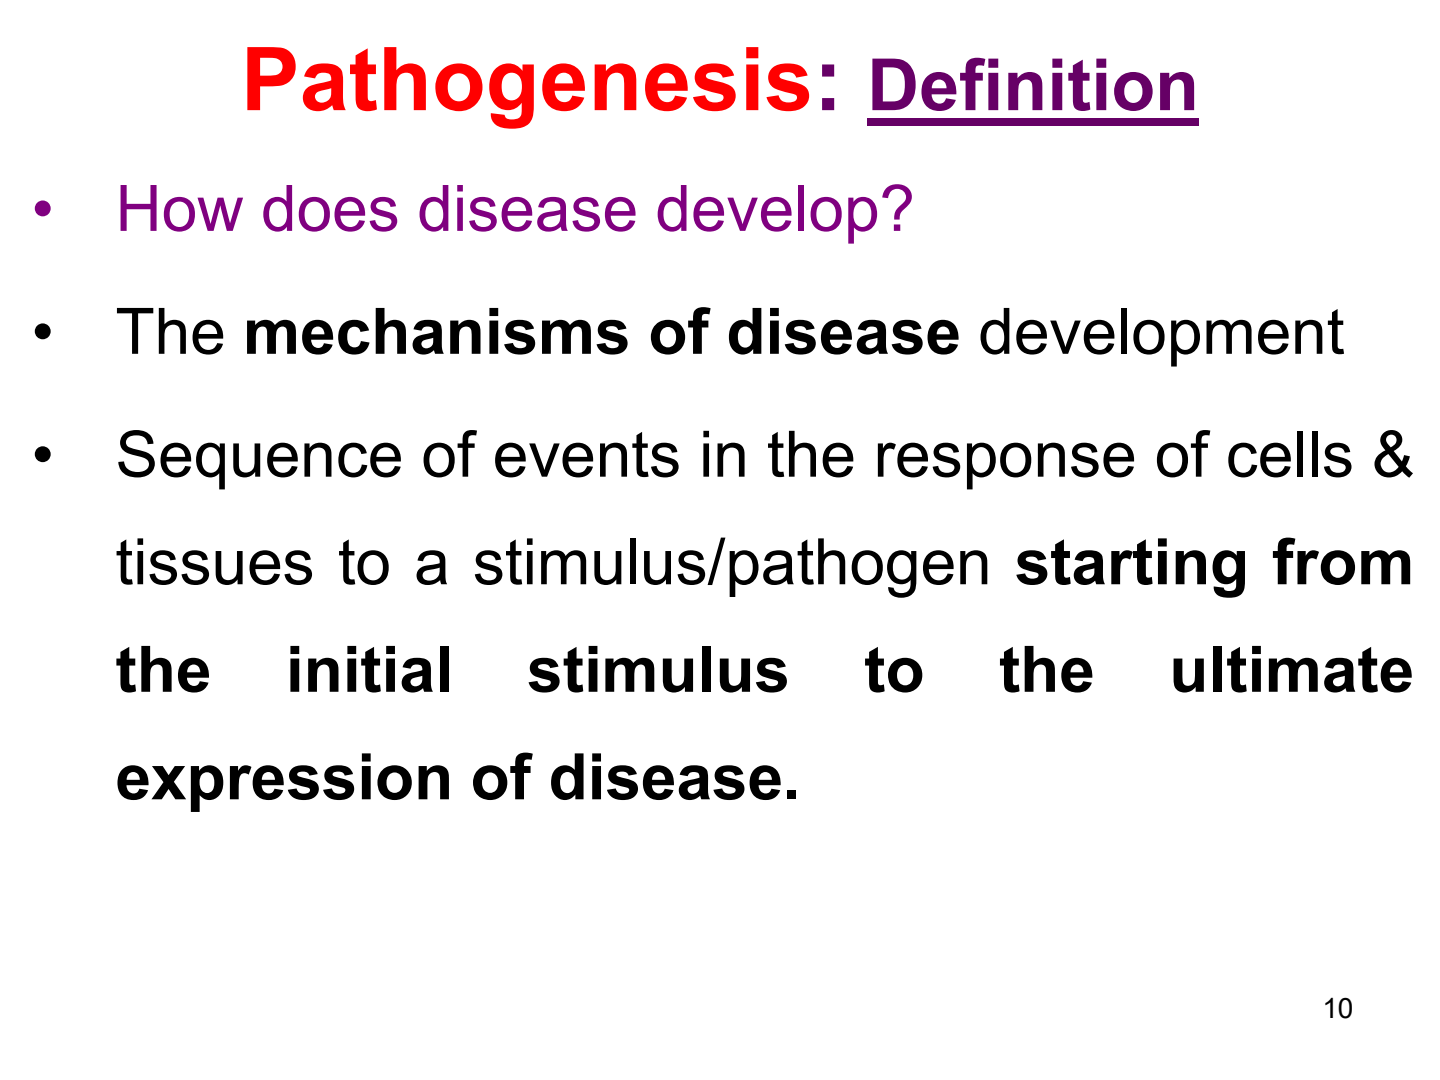 Pathogenesis: Definition
• How does disease develop?
• The mechanisms of disease development
• Sequence of events in the response of cells &
tissues to a stimulus/pathogen starting from
the initial stimulus to the ultimate
expression of disease.
10